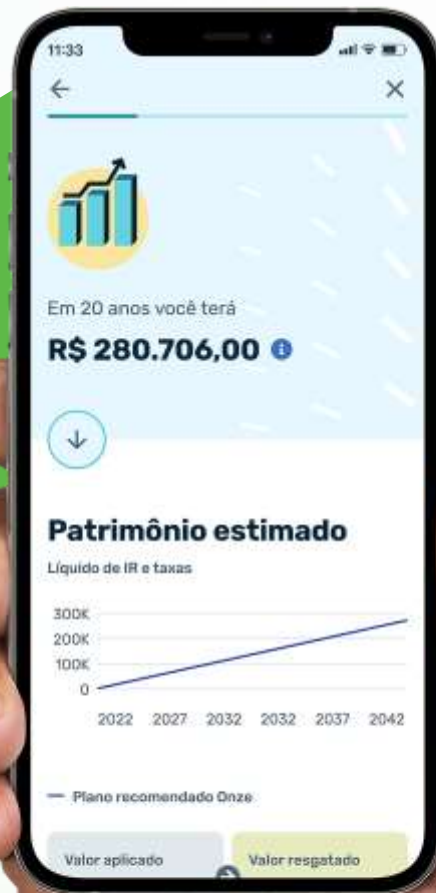 11:33
Em 20 anos você terá
R$ 280.706,00
Patrimônio estimado
Líquido de IR e taxas
300K
200K
100K
0
2022 2027 2032 2032 2037 2042
Plano recomendado Onze
Valor aplicado Valor resgatado